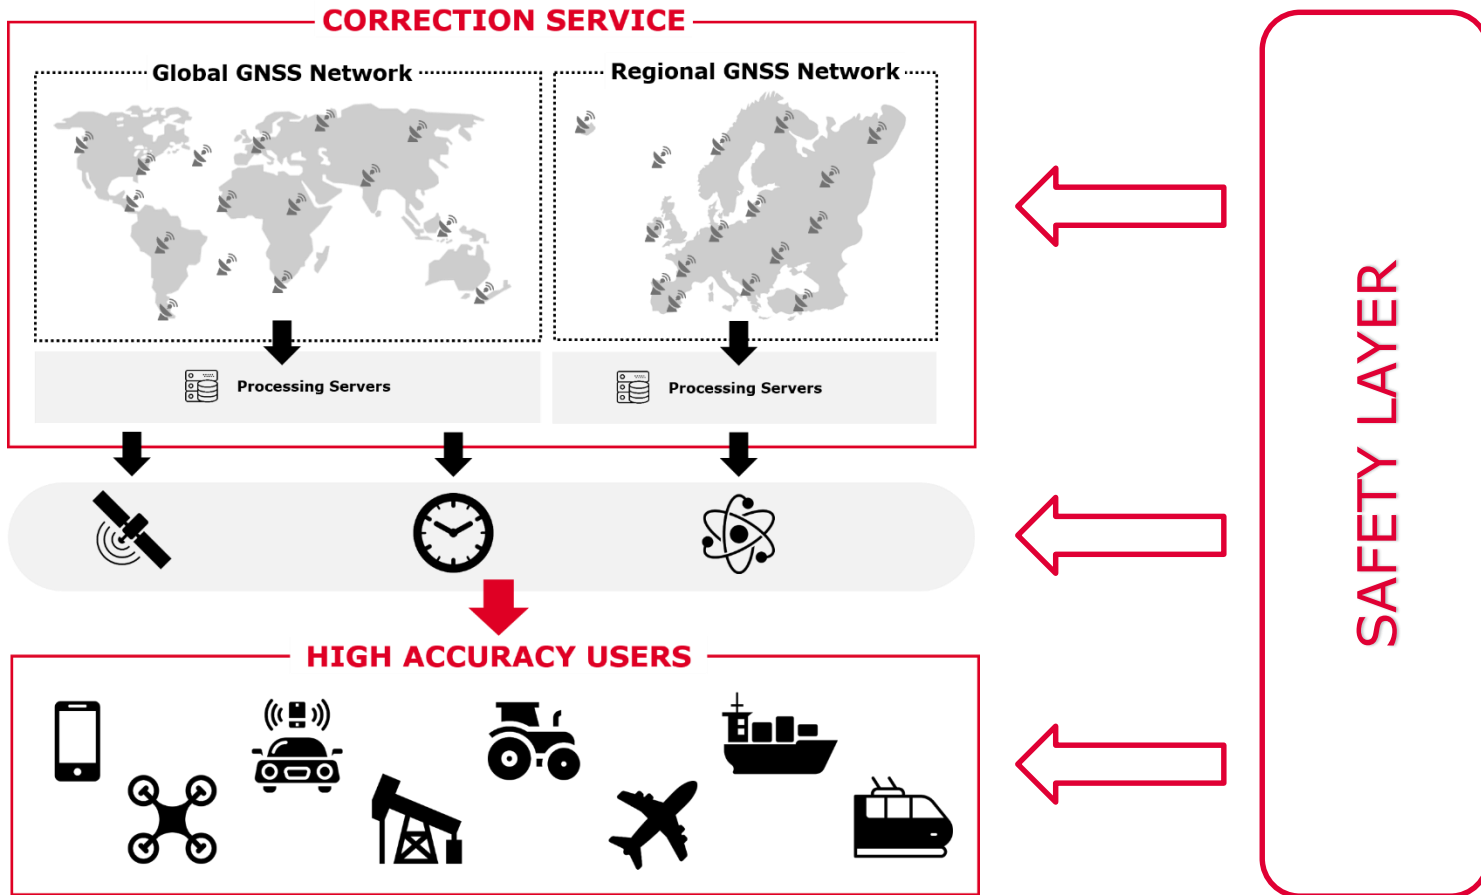 CORRECTION SERVICE
Global GNSS Network
Regional GNSS Network
Processing Servers
Processing Servers
HIGH ACCURACY USERS
SAFETY LAYER